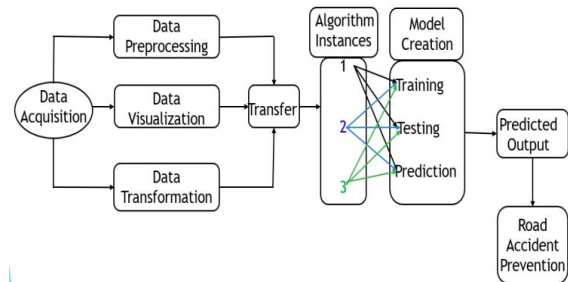 Data
Acquisition
Data
Preprocessing
Data
Visualization
Data
Transformation
Transfer
Algorithm
Instances
1
2
3
Model
Creation
Training
Testing
Prediction
Predicted
Output
Road
Accident
Prevention